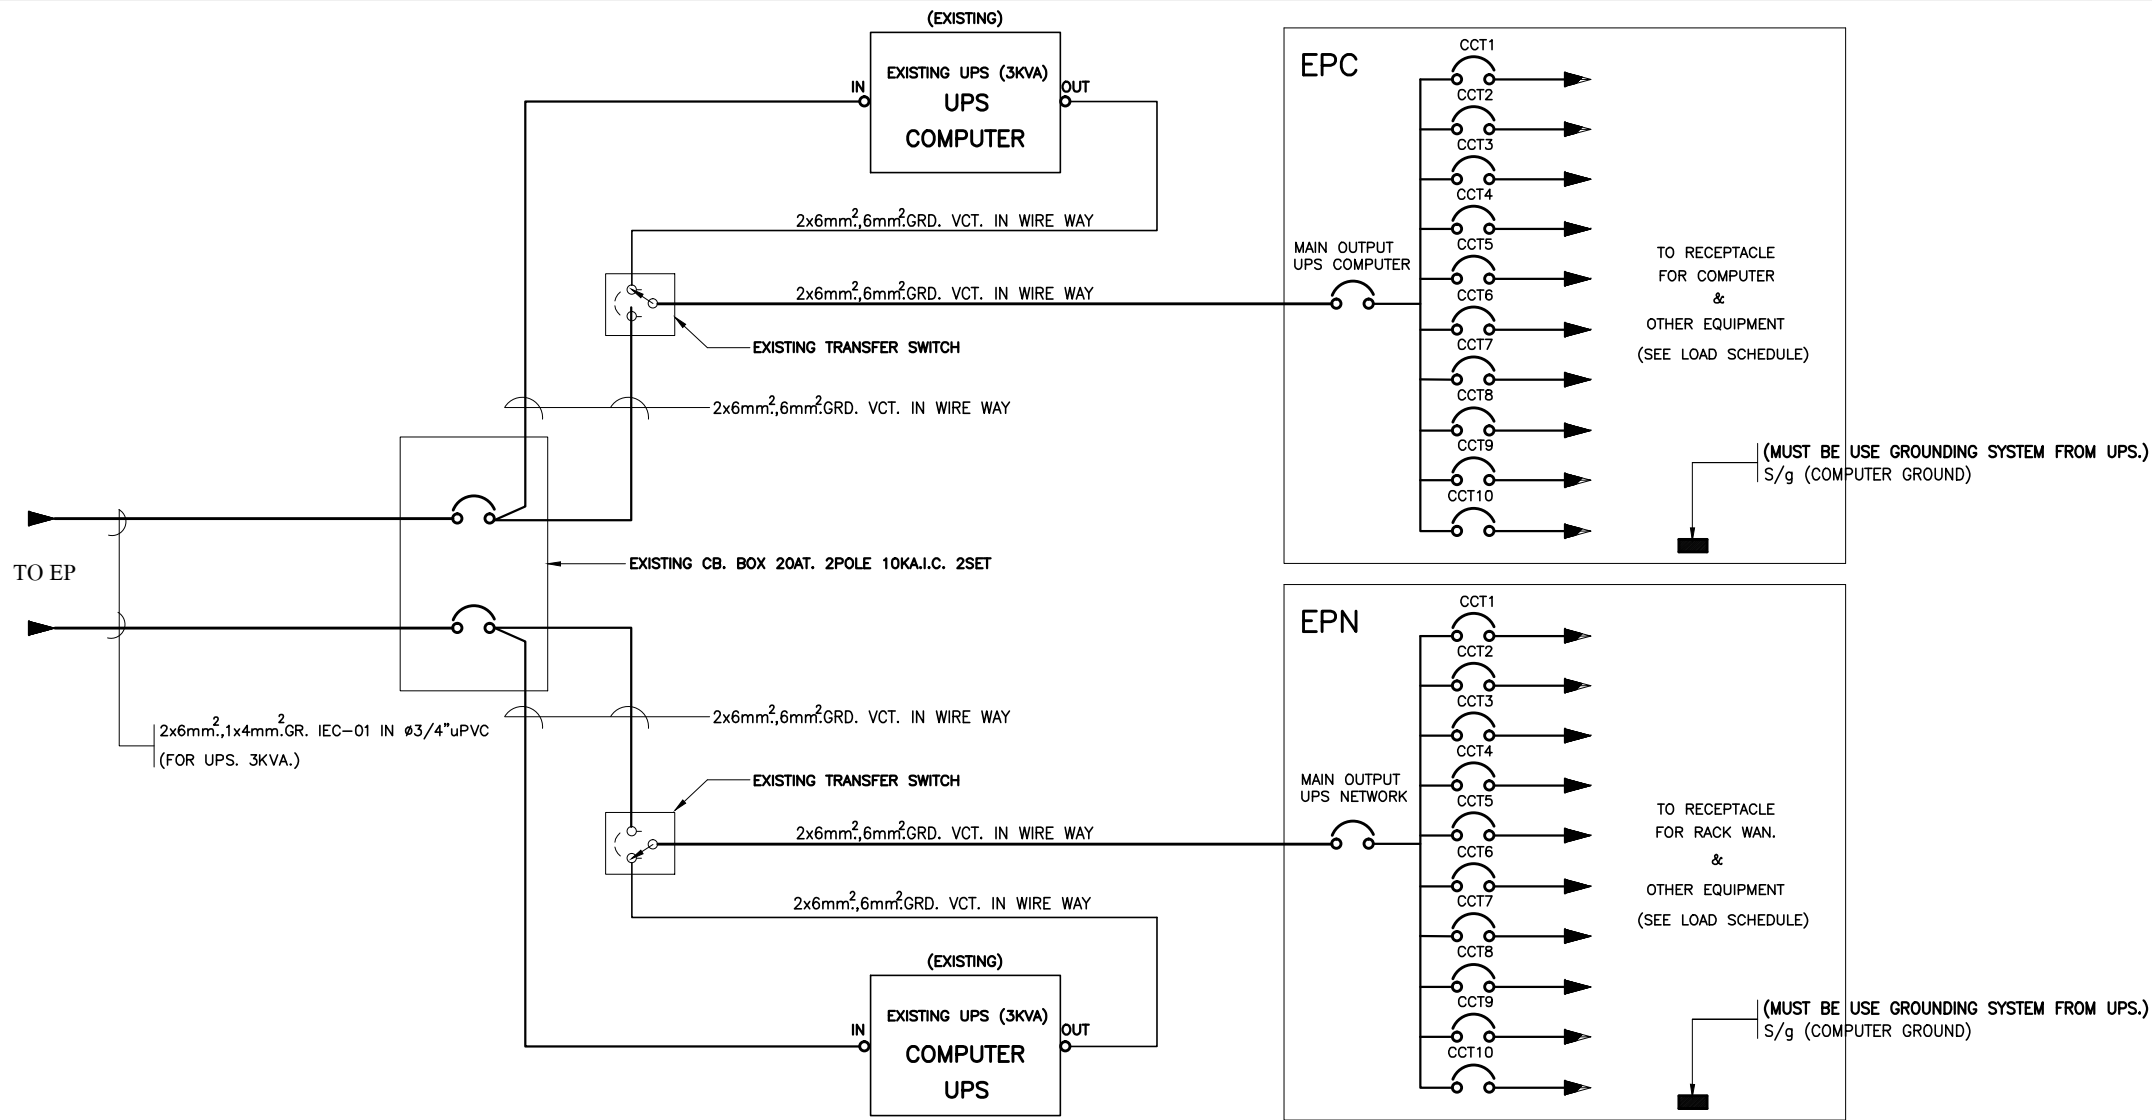 (EXISTING)
EXISTING UPS (3KVA)
UPS
COMPUTER
IN
OUT
2x6mm²,6mm².GRD. VCT. IN WIRE WAY
2x6mm²,6mm².GRD. VCT. IN WIRE WAY
EXISTING TRANSFER SWITCH
2x6mm²,6mm².GRD. VCT. IN WIRE WAY
TO EP
EXISTING CB. BOX 20AT. 2POLE 10KA.I.C. 2SET
2x6mm².,1x4mm².GR. IEC-01 IN ø3/4"uPVC
(FOR UPS. 3KVA.)
2x6mm²,6mm².GRD. VCT. IN WIRE WAY
EXISTING TRANSFER SWITCH
2x6mm²,6mm².GRD. VCT. IN WIRE WAY
2x6mm²,6mm².GRD. VCT. IN WIRE WAY
(EXISTING)
EXISTING UPS (3KVA)
COMPUTER
UPS
IN
OUT
EPC
MAIN OUTPUT
UPS COMPUTER
CCT1
CCT2
CCT3
CCT4
CCT5
CCT6
CCT7
CCT8
CCT9
CCT10
TO RECEPTACLE
FOR COMPUTER
&
OTHER EQUIPMENT
(SEE LOAD SCHEDULE)
(MUST BE USE GROUNDING SYSTEM FROM UPS.)
S/g (COMPUTER GROUND)
EPN
MAIN OUTPUT
UPS NETWORK
CCT1
CCT2
CCT3
CCT4
CCT5
CCT6
CCT7
CCT8
CCT9
CCT10
TO RECEPTACLE
FOR RACK WAN.
&
OTHER EQUIPMENT
(SEE LOAD SCHEDULE)
(MUST BE USE GROUNDING SYSTEM FROM UPS.)
S/g (COMPUTER GROUND)